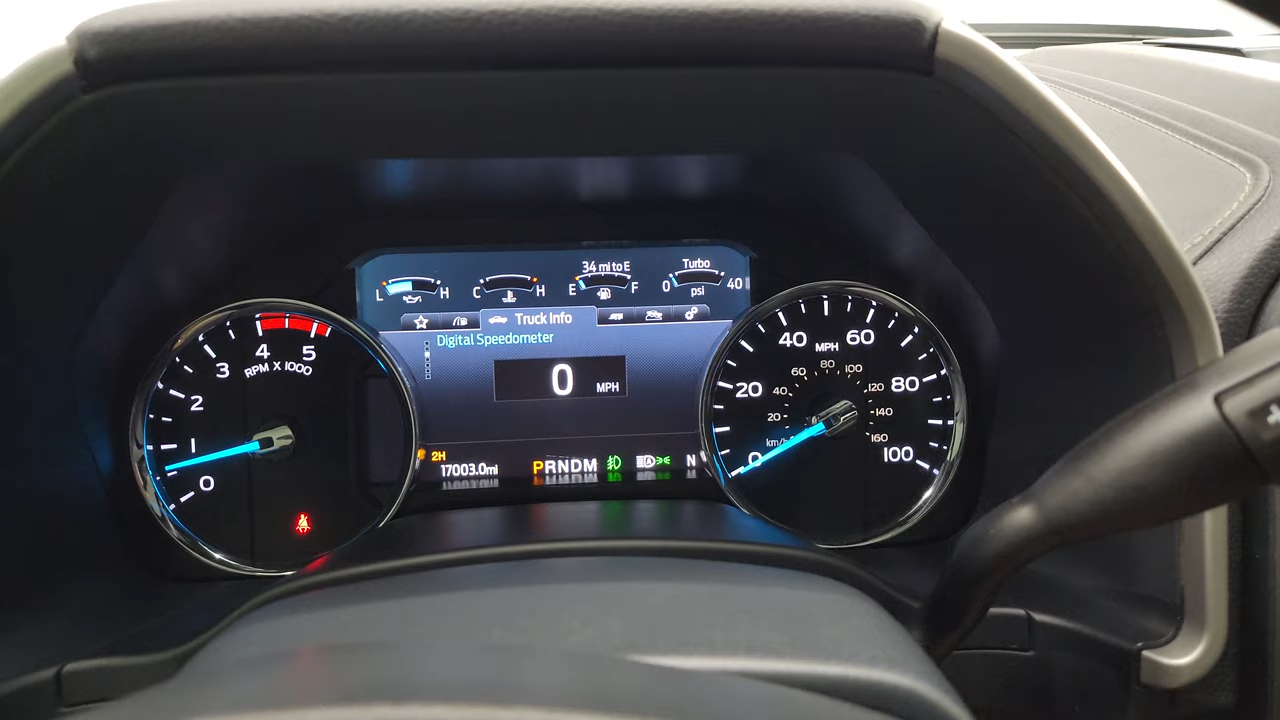 34 mi to E
Turbo
L H
C H
E F
0 40
psi
Truck Info
Digital Speedometer
0 MPH
2H
17003.0mi
PRNDM
N
0
1
2
3
4
5
RPM X 1000
0
20
40
60
80
100
MPH
km/h
20
40
60
80
100
120
140
160